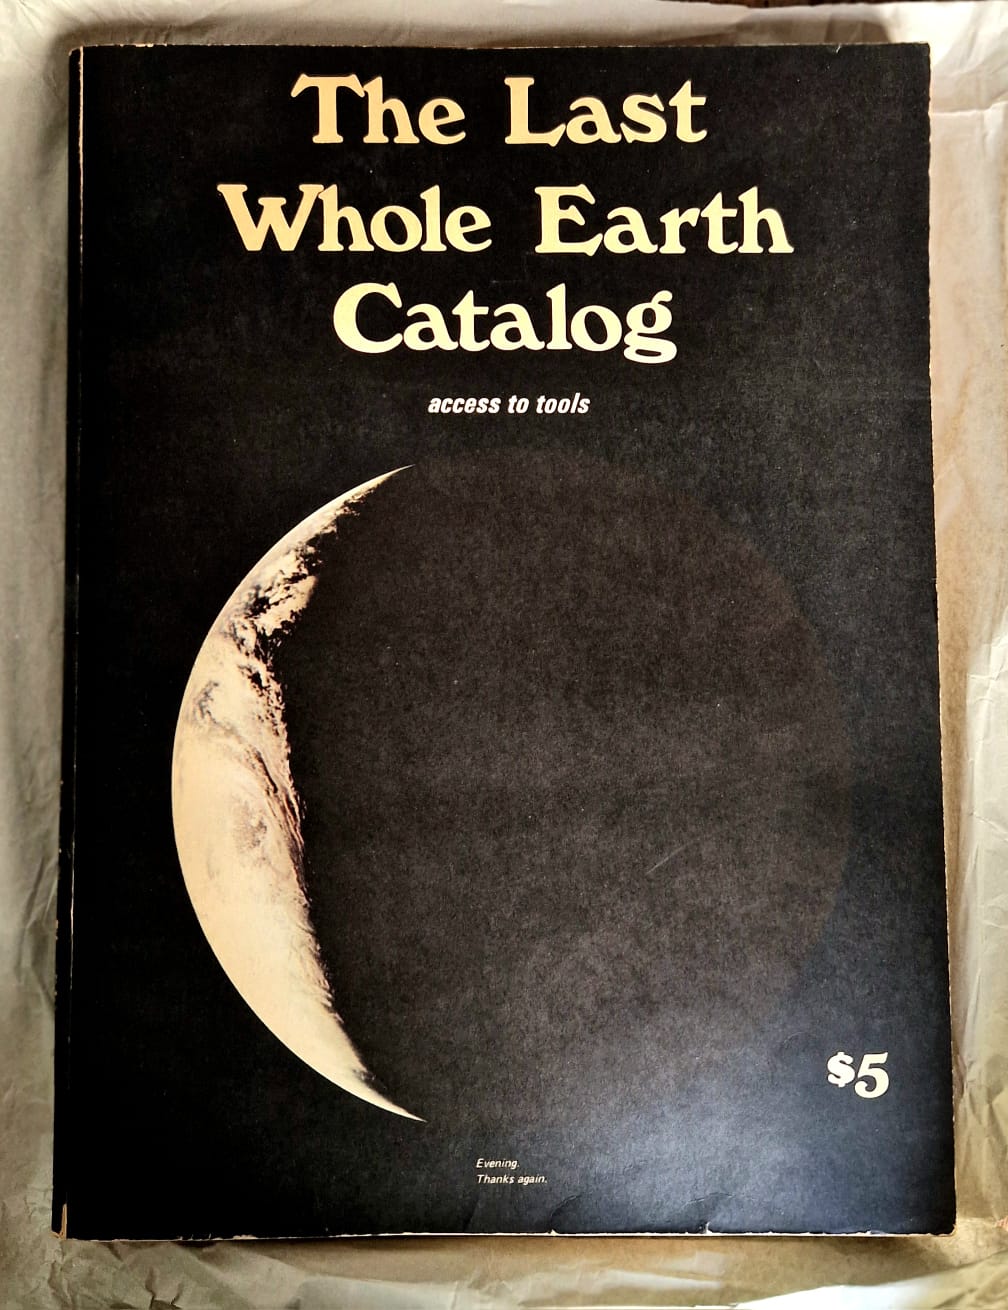 The Last
Whole Earth
Catalog
access to tools
$5
Evening.
Thanks again.